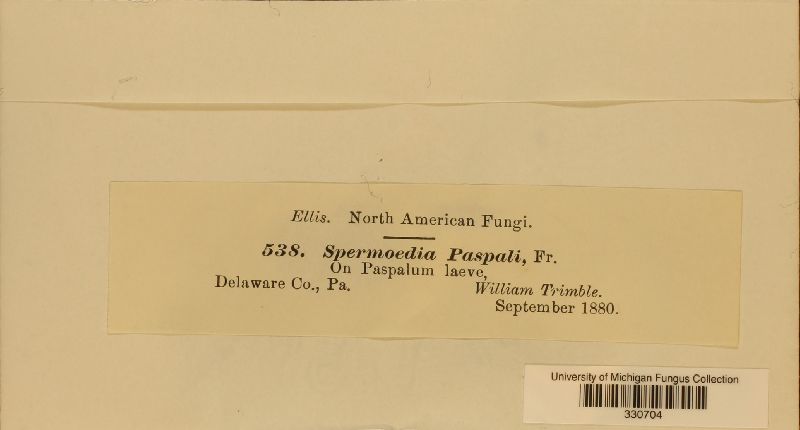 Ellis. North American Fungi.
538. Spermoedia Paspali, Fr.
On Paspalum laeve,
Delaware Co., Pa. William Trimble.
September 1880.
University of Michigan Fungus Collection
330704